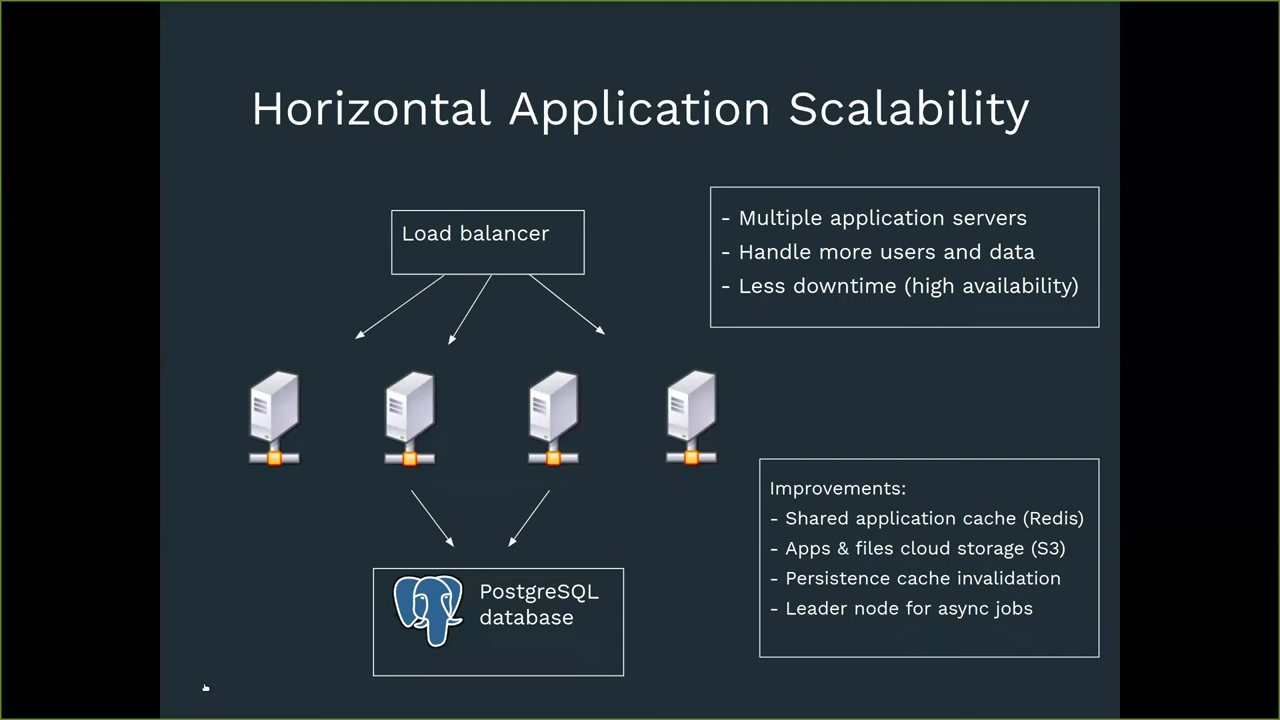 Horizontal Application Scalability
Load balancer
- Multiple application servers
- Handle more users and data
- Less downtime (high availability)
Improvements:
- Shared application cache (Redis)
- Apps & files cloud storage (S3)
- Persistence cache invalidation
- Leader node for async jobs
PostgreSQL
database